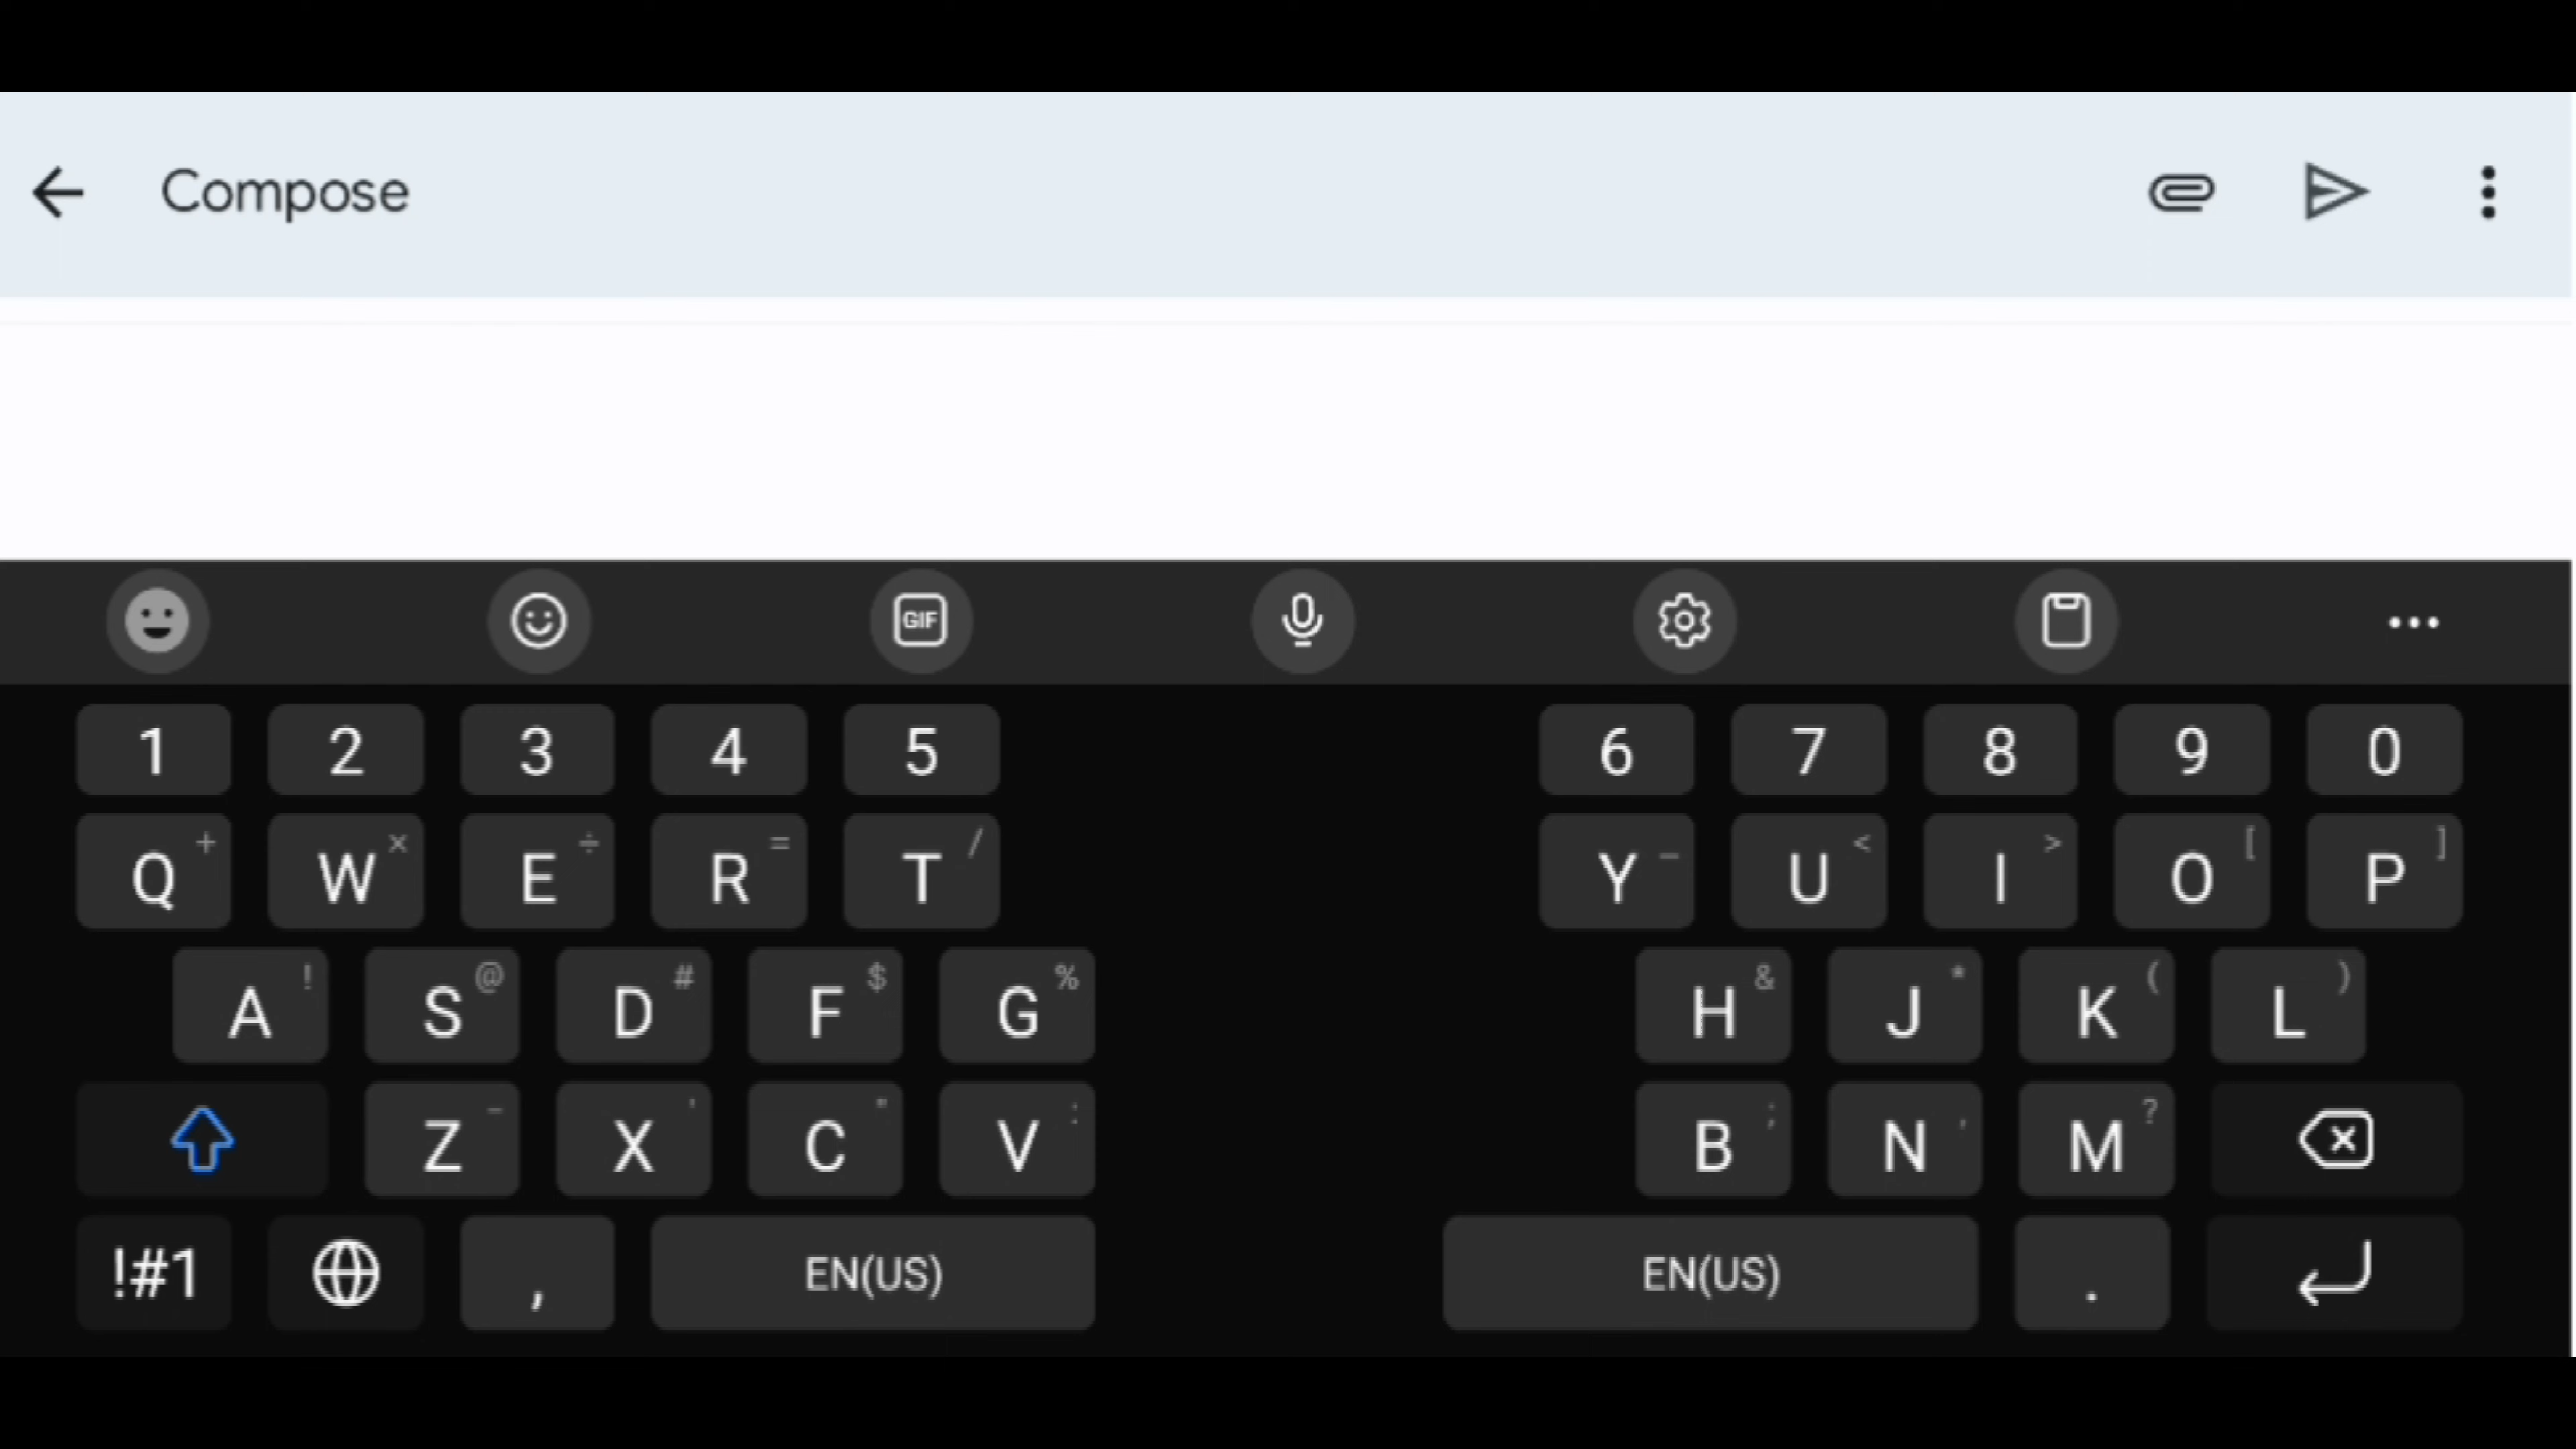 Compose
GIF
1 2 3 4 5 6 7 8 9 0
Q + W × E ÷ R = T / Y _ U < I > O [ P ]
A ! S @ D # F $ G % H & J * K ( L )
Z - X ' C " V : B ; N , M ?
!#1 , EN(US) EN(US) .